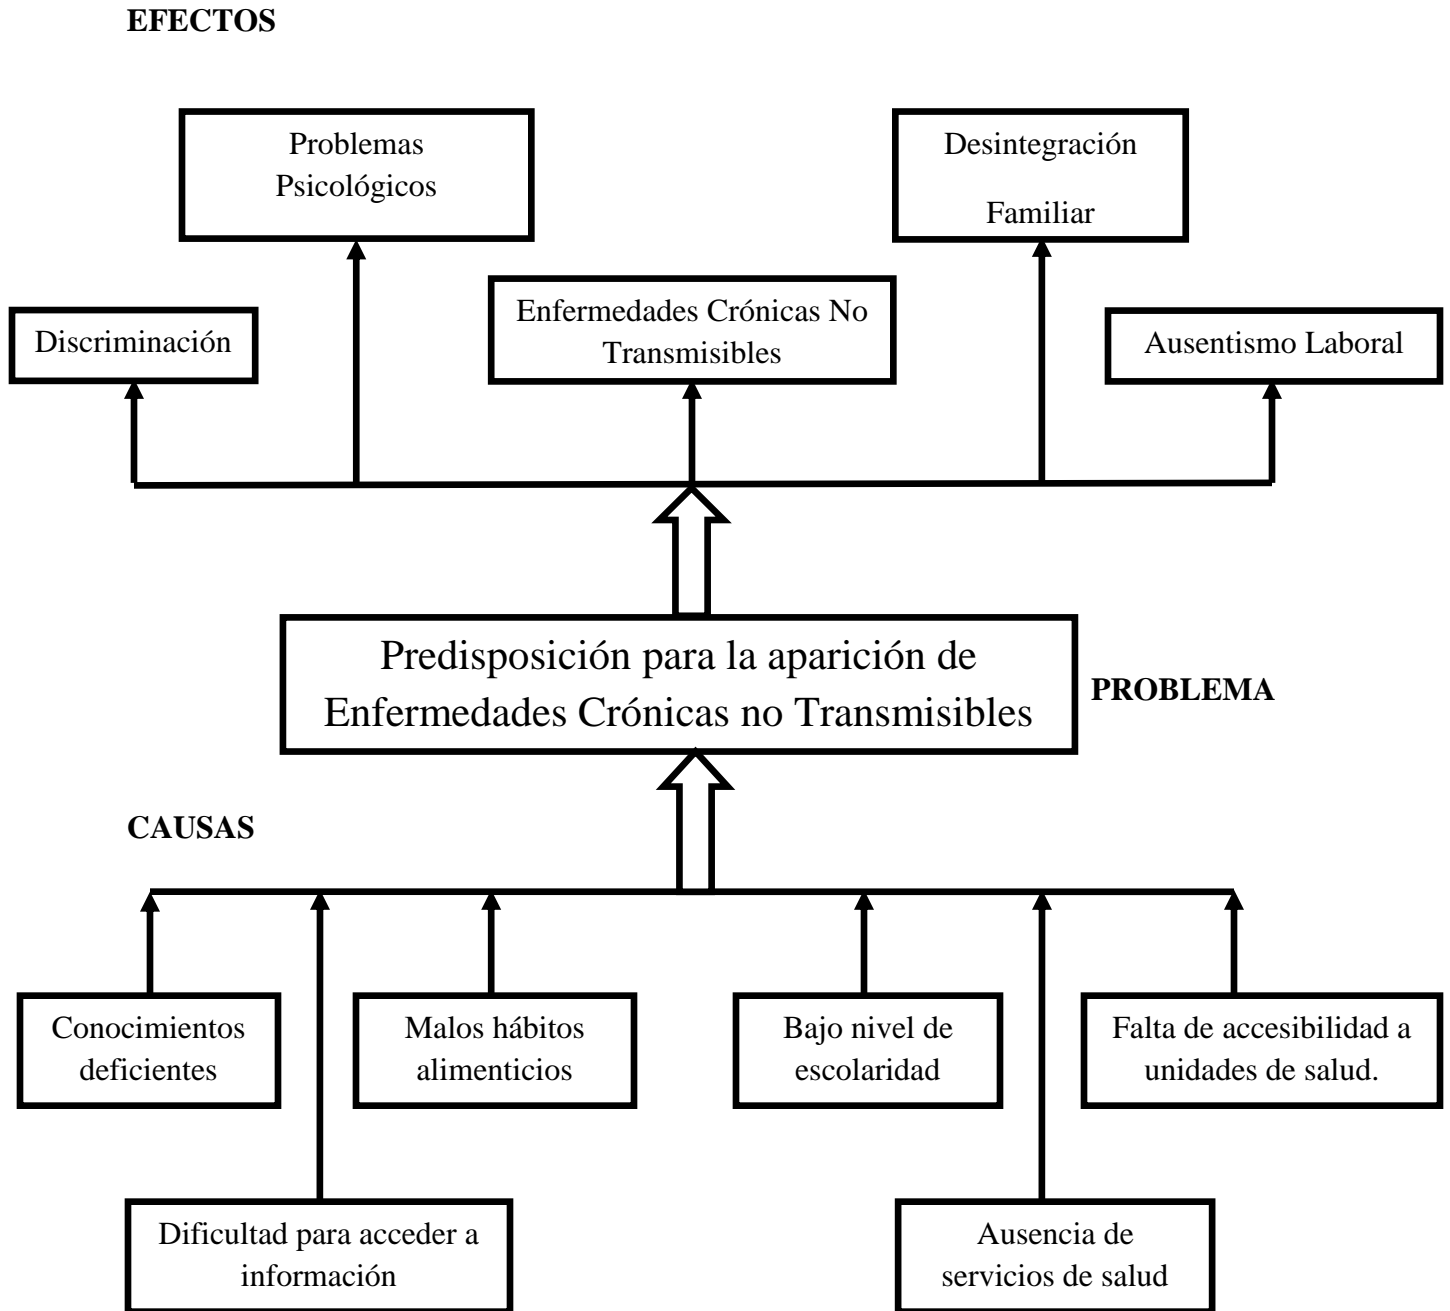 EFECTOS
Problemas
Psicológicos
Desintegración
Familiar
Enfermedades Crónicas No
Transmisibles
Discriminación
Ausentismo Laboral
Predisposición para la aparición de
Enfermedades Crónicas no Transmisibles
PROBLEMA
CAUSAS
Conocimientos
deficientes
Malos hábitos
alimenticios
Bajo nivel de
escolaridad
Falta de accesibilidad a
unidades de salud.
Dificultad para acceder a
información
Ausencia de
servicios de salud